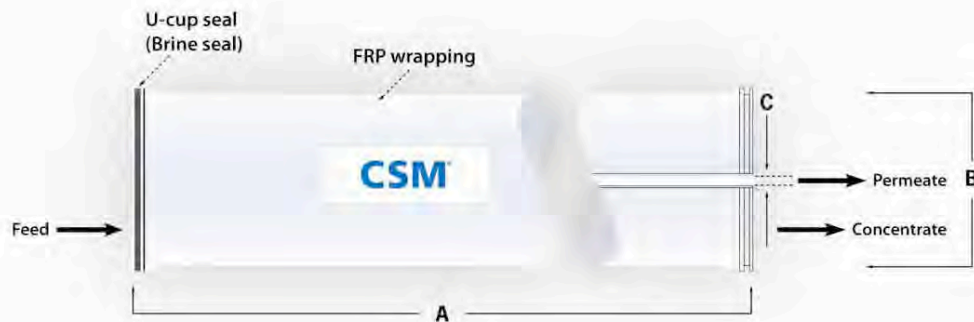 U-cup seal
(Brine seal)
FRP wrapping
C
CSM
Permeate
B
Feed
Concentrate
A